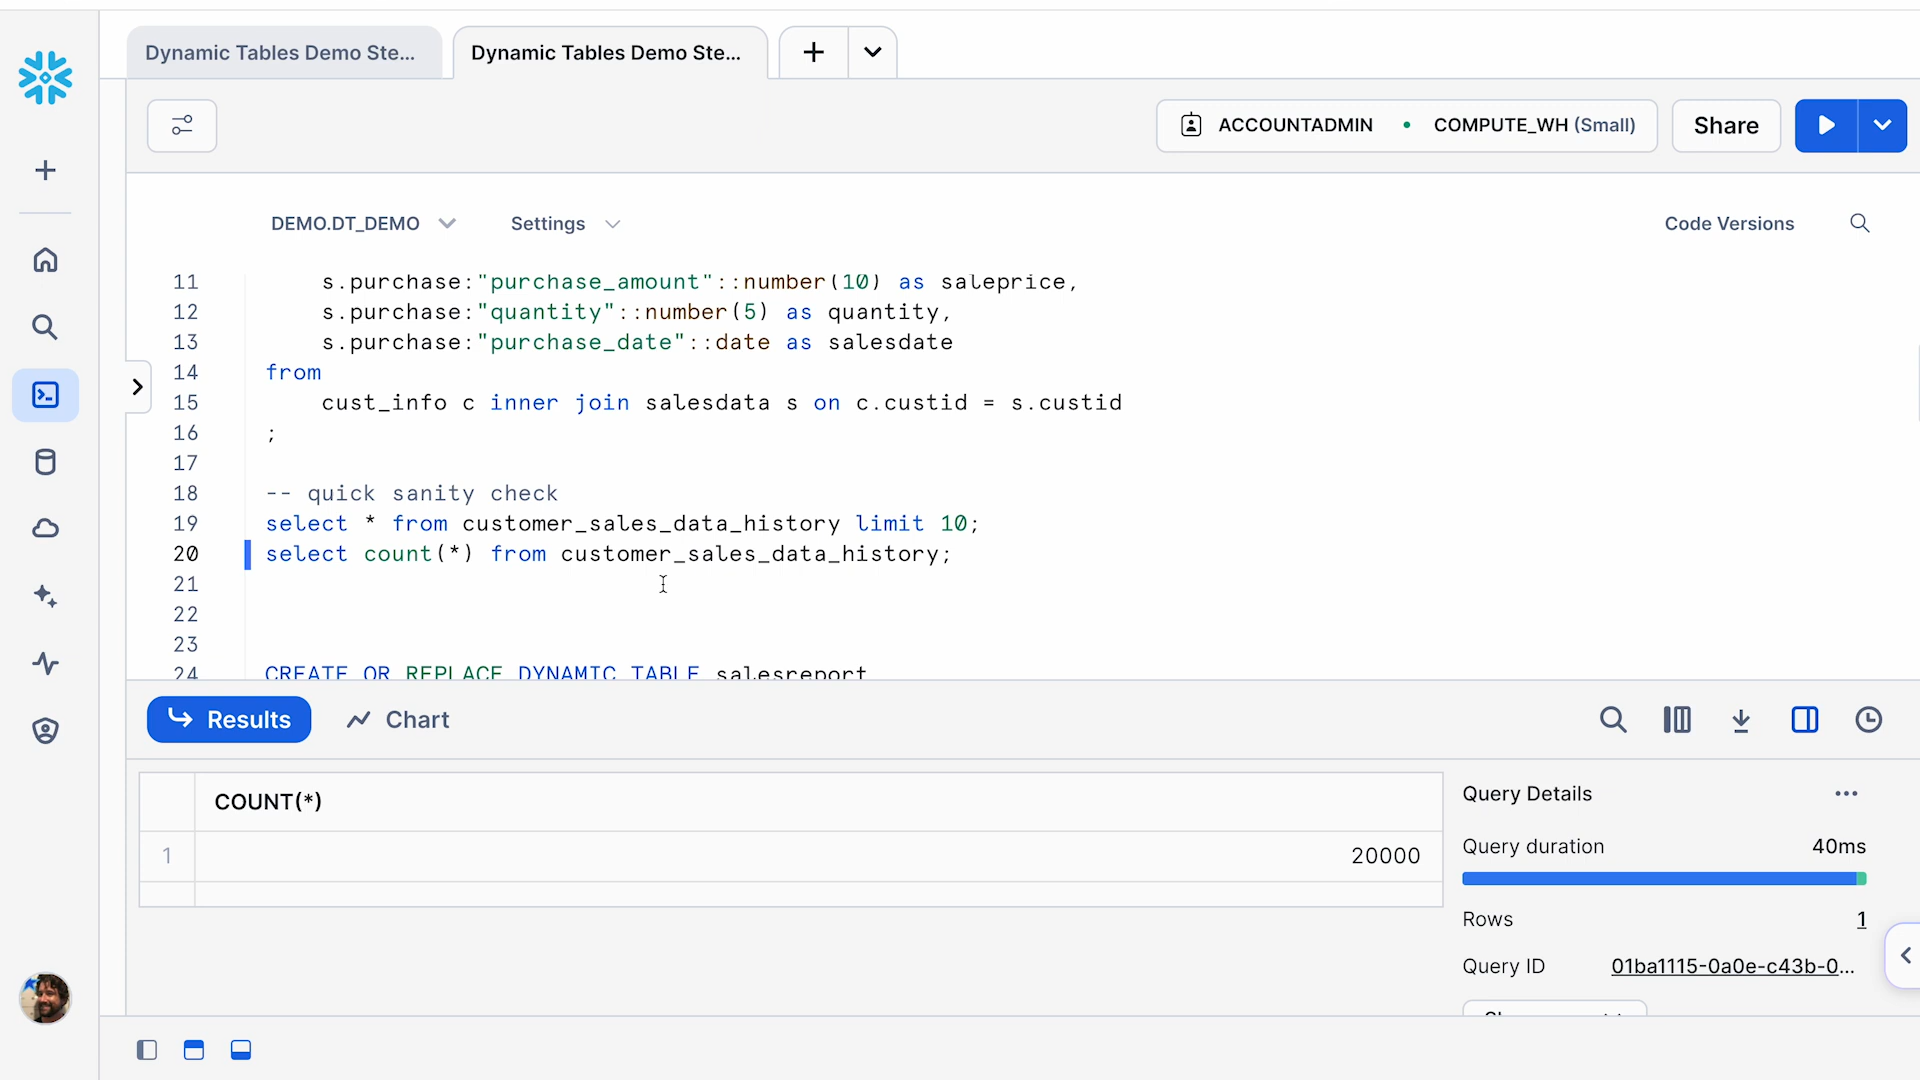 Dynamic Tables Demo Ste...
Dynamic Tables Demo Ste...
ACCOUNTADMIN • COMPUTE_WH (Small)
Share
DEMO.DT_DEMO
Settings
Code Versions
11 s.purchase:"purchase_amount"::number(10) as saleprice,
12 s.purchase:"quantity"::number(5) as quantity,
13 s.purchase:"purchase_date"::date as salesdate
14 from
15 cust_info c inner join salesdata s on c.custid = s.custid
16 ;
17
18 -- quick sanity check
19 select * from customer_sales_data_history limit 10;
20 select count(*) from customer_sales_data_history;
21
22
23
24 CREATE OR REPLACE DYNAMIC TABLE salesreport
Results
Chart
COUNT(*)
1 20000
Query Details
Query duration 40ms
Rows 1
Query ID 01ba1115-0a0e-c43b-0...